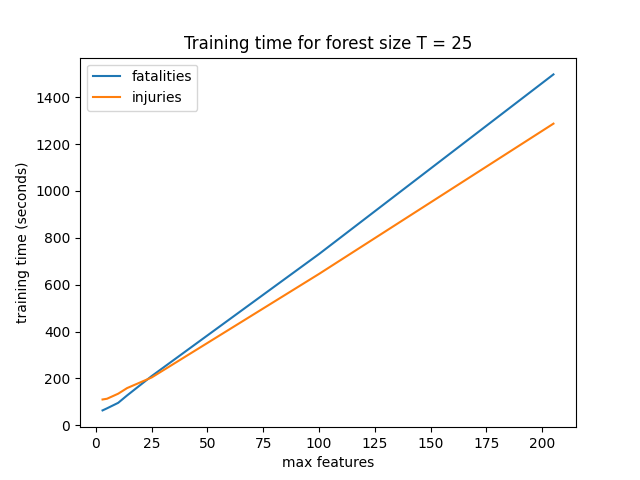 Training time for forest size T = 25
fatalities
injuries
1400
1200
1000
800
600
400
200
0
training time (seconds)
0 25 50 75 100 125 150 175 200
max features